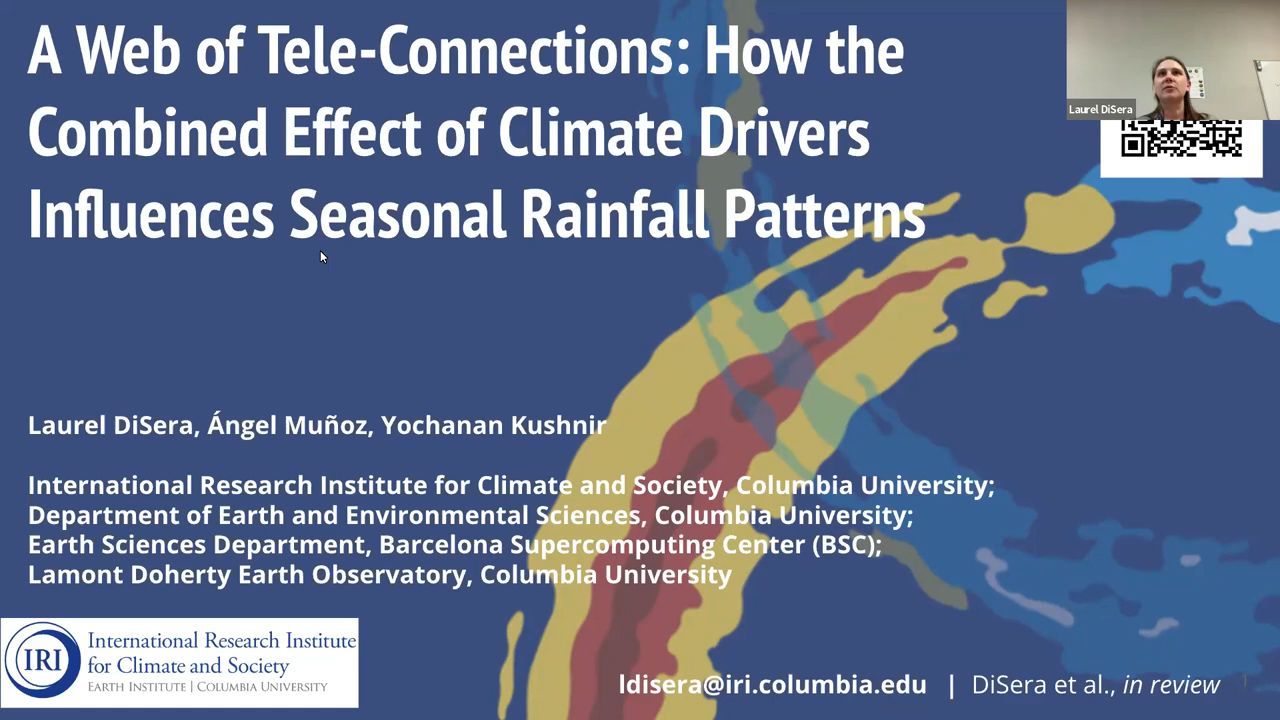 A Web of Tele-Connections: How the
Combined Effect of Climate Drivers
Influences Seasonal Rainfall Patterns
Laurel DiSera
Laurel DiSera, Ángel Muñoz, Yochanan Kushnir
International Research Institute for Climate and Society, Columbia University;
Department of Earth and Environmental Sciences, Columbia University;
Earth Sciences Department, Barcelona Supercomputing Center (BSC);
Lamont Doherty Earth Observatory, Columbia University
IRI
International Research Institute
for Climate and Society
EARTH INSTITUTE | COLUMBIA UNIVERSITY
ldisera@iri.columbia.edu | DiSera et al., in review
1